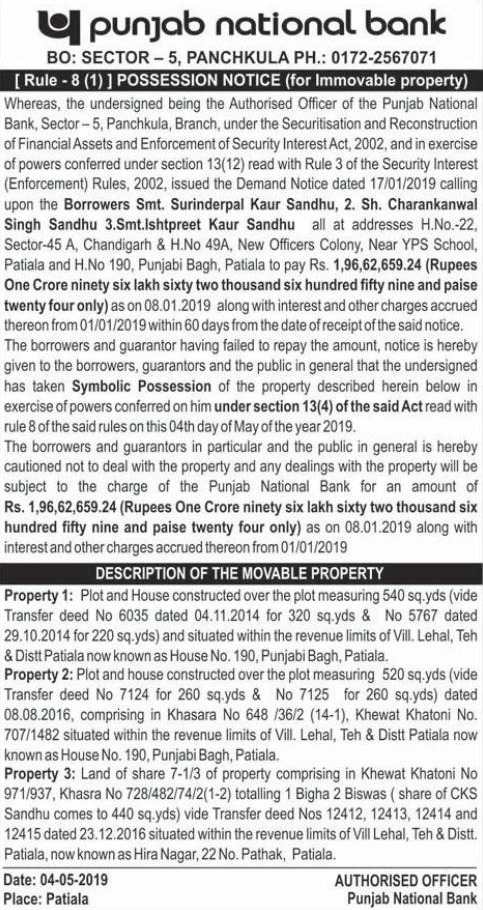 punjab national bank
BO: SECTOR – 5, PANCHKULA PH.: 0172-2567071
[ Rule - 8 (1) ] POSSESSION NOTICE (for Immovable property)
Whereas, the undersigned being the Authorised Officer of the Punjab National
Bank, Sector – 5, Panchkula, Branch, under the Securitisation and Reconstruction
of Financial Assets and Enforcement of Security Interest Act, 2002, and in exercise
of powers conferred under section 13(12) read with Rule 3 of the Security Interest
(Enforcement) Rules, 2002, issued the Demand Notice dated 17/01/2019 calling
upon the Borrowers Smt. Surinderpal Kaur Sandhu, 2. Sh. Charankanwal
Singh Sandhu 3.Smt.Ishtpreet Kaur Sandhu all at addresses H.No.-22,
Sector-45 A, Chandigarh & H.No 49A, New Officers Colony, Near YPS School,
Patiala and H.No 190, Punjabi Bagh, Patiala to pay Rs. 1,96,62,659.24 (Rupees
One Crore ninety six lakh sixty two thousand six hundred fifty nine and paise
twenty four only) as on 08.01.2019 along with interest and other charges accrued
thereon from 01/01/2019 within 60 days from the date of receipt of the said notice.
The borrowers and guarantor having failed to repay the amount, notice is hereby
given to the borrowers, guarantors and the public in general that the undersigned
has taken Symbolic Possession of the property described herein below in
exercise of powers conferred on him under section 13(4) of the said Act read with
rule 8 of the said rules on this 04th day of May of the year 2019.
The borrowers and guarantors in particular and the public in general is hereby
cautioned not to deal with the property and any dealings with the property will be
subject to the charge of the Punjab National Bank for an amount of
Rs. 1,96,62,659.24 (Rupees One Crore ninety six lakh sixty two thousand six
hundred fifty nine and paise twenty four only) as on 08.01.2019 along with
interest and other charges accrued thereon from 01/01/2019
DESCRIPTION OF THE MOVABLE PROPERTY
Property 1: Plot and House constructed over the plot measuring 540 sq.yds (vide
Transfer deed No 6035 dated 04.11.2014 for 320 sq.yds & No 5767 dated
29.10.2014 for 220 sq.yds) and situated within the revenue limits of Vill. Lehal, Teh
& Distt Patiala now known as House No. 190, Punjabi Bagh, Patiala.
Property 2: Plot and house constructed over the plot measuring 520 sq.yds (vide
Transfer deed No 7124 for 260 sq.yds & No 7125 for 260 sq.yds) dated
08.08.2016, comprising in Khasara No 648 /36/2 (14-1), Khewat Khatoni No.
707/1482 situated within the revenue limits of Vill. Lehal, Teh & Distt Patiala now
known as House No. 190, Punjabi Bagh, Patiala.
Property 3: Land of share 7-1/3 of property comprising in Khewat Khatoni No
971/937, Khasra No 728/482/74/2(1-2) totalling 1 Bigha 2 Biswas ( share of CKS
Sandhu comes to 440 sq.yds) vide Transfer deed Nos 12412, 12413, 12414 and
12415 dated 23.12.2016 situated within the revenue limits of Vill Lehal, Teh & Distt.
Patiala, now known as Hira Nagar, 22 No. Pathak, Patiala.
Date: 04-05-2019 AUTHORISED OFFICER
Place: Patiala Punjab National Bank